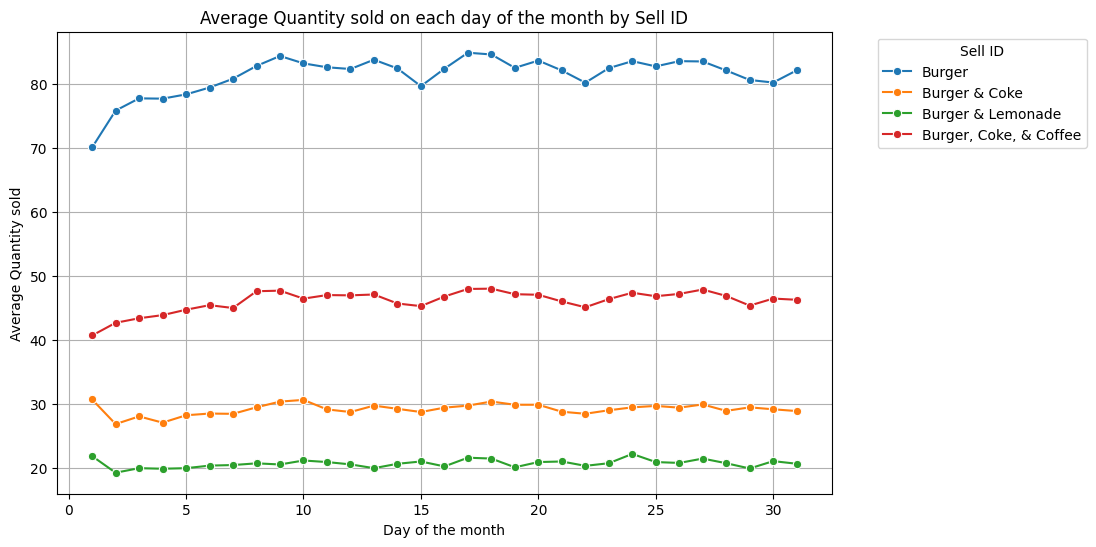 Average Quantity sold on each day of the month by Sell ID
Sell ID
Burger
Burger & Coke
Burger & Lemonade
Burger, Coke, & Coffee
Average Quantity sold
80
70
60
50
40
30
20
0 5 10 15 20 25 30
Day of the month